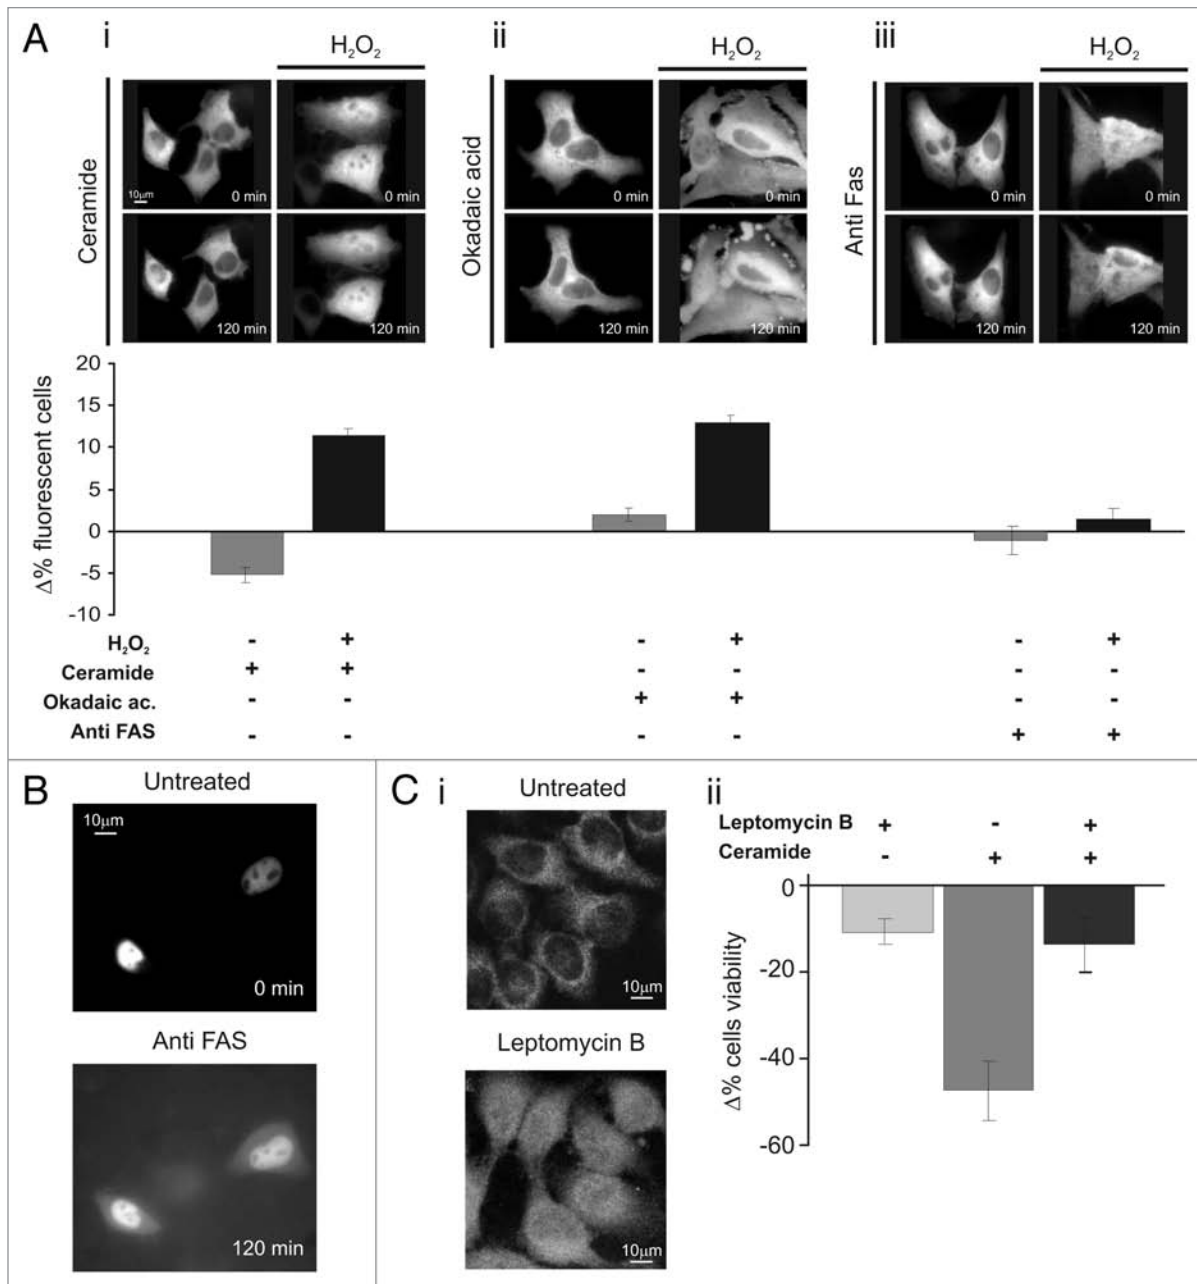 A
i
H₂O₂
ii
H₂O₂
iii
H₂O₂
Ceramide
10μm
0 min
0 min
120 min
120 min
Okadaic acid
0 min
0 min
120 min
120 min
Anti Fas
0 min
0 min
120 min
120 min
Δ% fluorescent cells
20
15
10
5
0
-5
-10
H₂O₂ - + - + - +
Ceramide + + - - - -
Okadaic ac. - - + + - -
Anti FAS - - - - + +
B
Untreated
10μm
0 min
Anti FAS
120 min
C
i
Untreated
10μm
Leptomycin B
10μm
ii
Leptomycin B + - +
Ceramide - + +
Δ% cells viability
0
-20
-40
-60